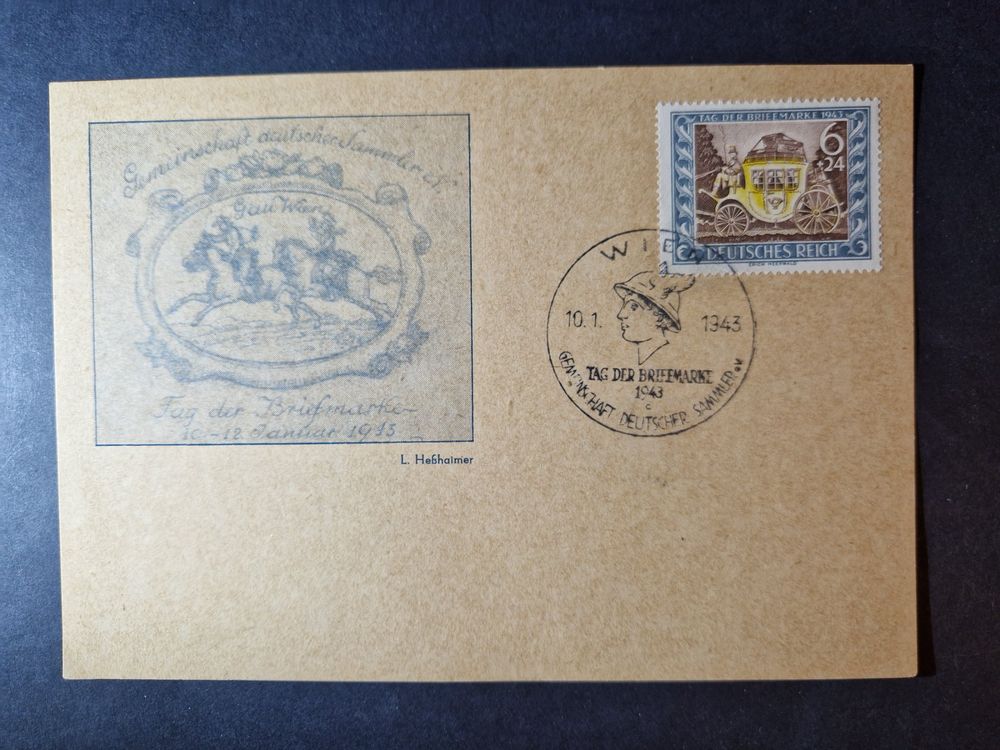 Gemeinschaft deutscher Sammler e.V.
Gau Wien
Tag der Briefmarke
10-12 Januar 1943
L. Heßhaimer
TAG DER BRIEFMARKE 1943
6
+24
DEUTSCHES REICH
WIEN
10.1. 1943
TAG DER BRIEFMARKE
1943
c
GEMEINSCHAFT DEUTSCHER SAMMLER e.V.